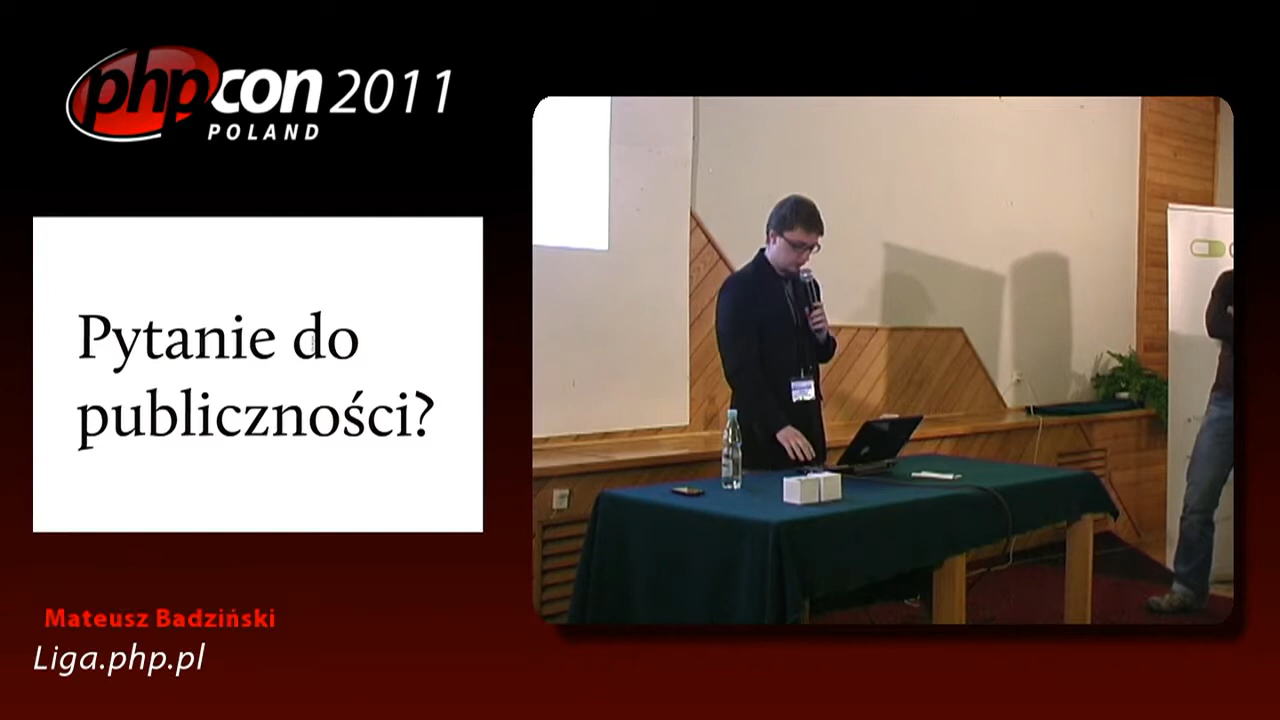 phpcon 2011
POLAND
Pytanie do
publiczności?
Mateusz Badziński
Liga.php.pl